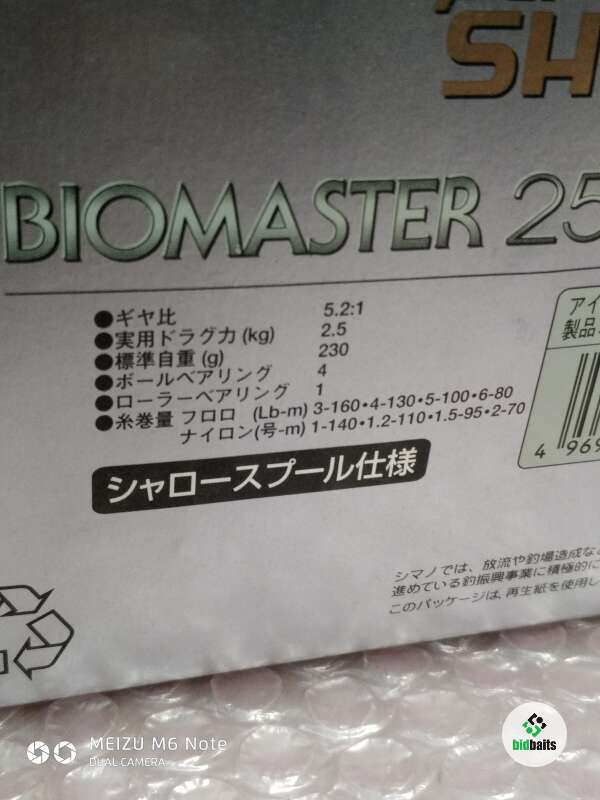 SH
BIOMASTER 25
●ギヤ比 5.2:1
●実用ドラグ力(kg) 2.5
●標準自重(g) 230
●ボールベアリング 4
●ローラーベアリング 1
●糸巻量 フロロ (Lb-m) 3-160•4-130•5-100•6-80
ナイロン(号-m) 1-140•1.2-110•1.5-95•2-70
シャロースプール仕様
アイ
製品
4 969
シマノでは、放流や釣場造成な
進めている釣振興事業に積極的に
このパッケージは、再生紙を使用し
MEIZU M6 Note
DUAL CAMERA
bidbaits